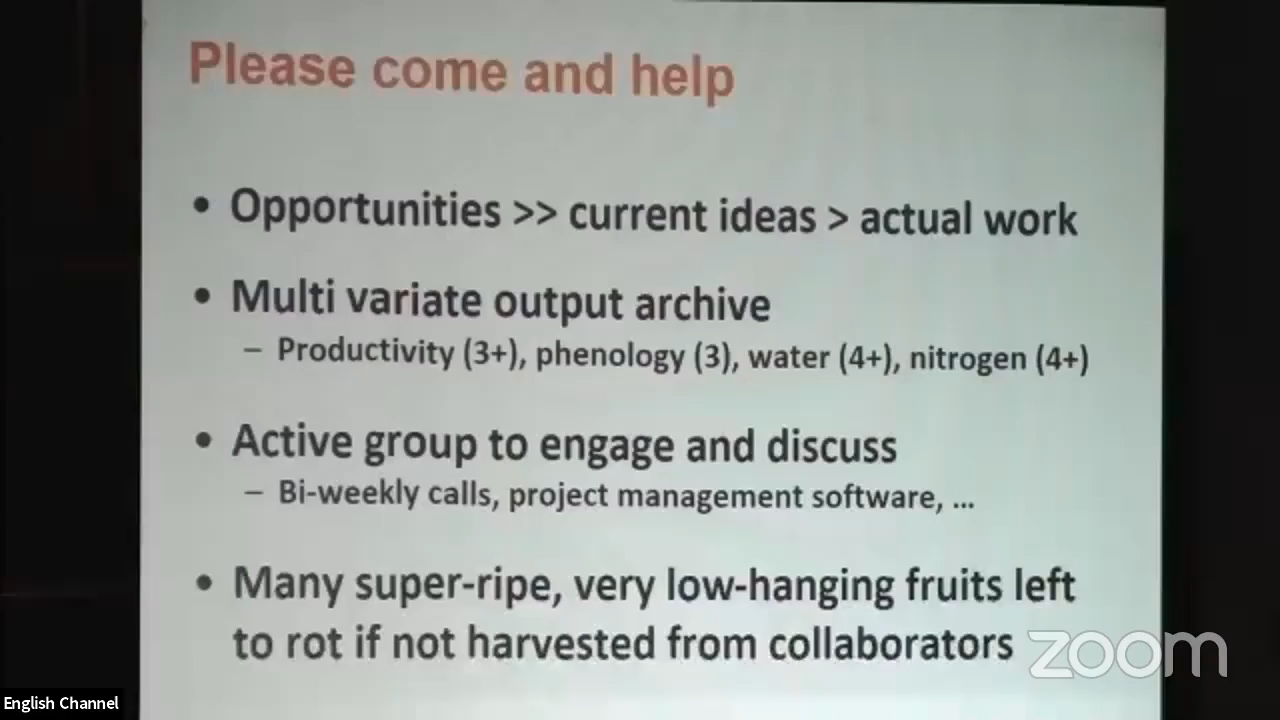 Please come and help
• Opportunities >> current ideas > actual work
• Multi variate output archive
– Productivity (3+), phenology (3), water (4+), nitrogen (4+)
• Active group to engage and discuss
– Bi-weekly calls, project management software, ...
• Many super-ripe, very low-hanging fruits left
to rot if not harvested from collaborators
zoom
English Channel